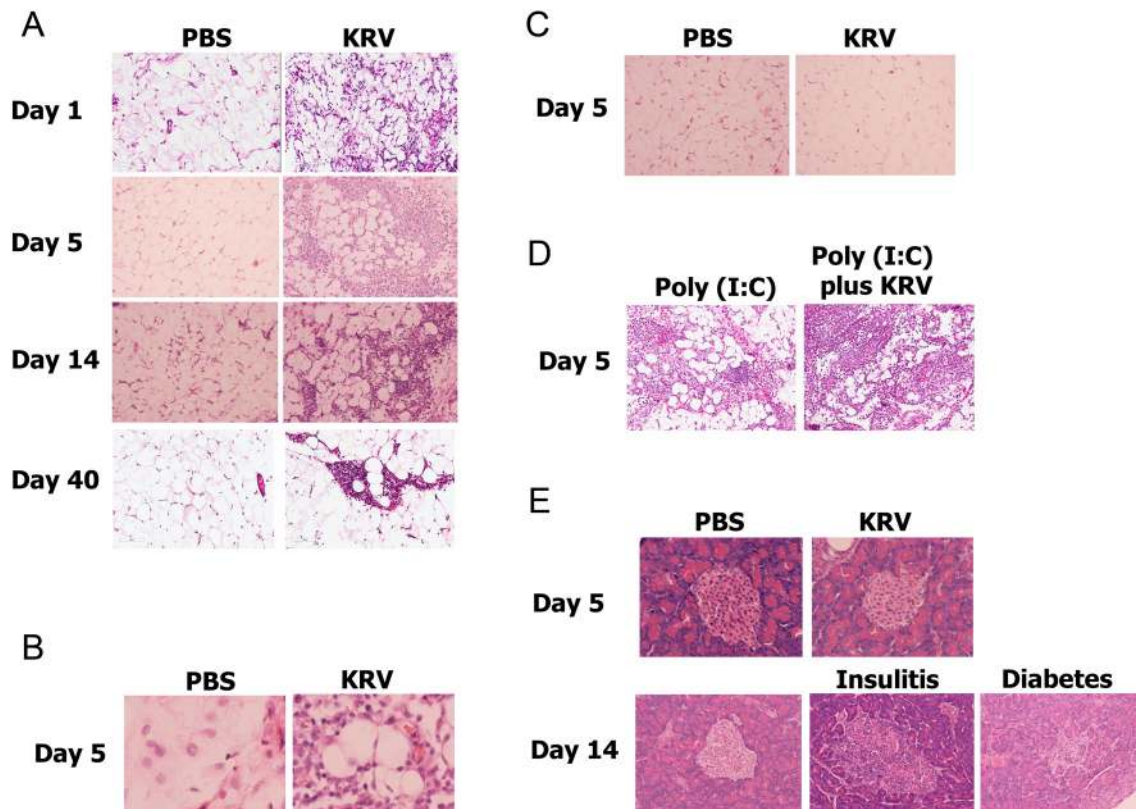 A
PBS KRV
Day 1
Day 5
Day 14
Day 40
B
PBS KRV
Day 5
C
PBS KRV
Day 5
D
Poly (I:C) Poly (I:C)
plus KRV
Day 5
E
PBS KRV
Day 5
Insulitis Diabetes
Day 14